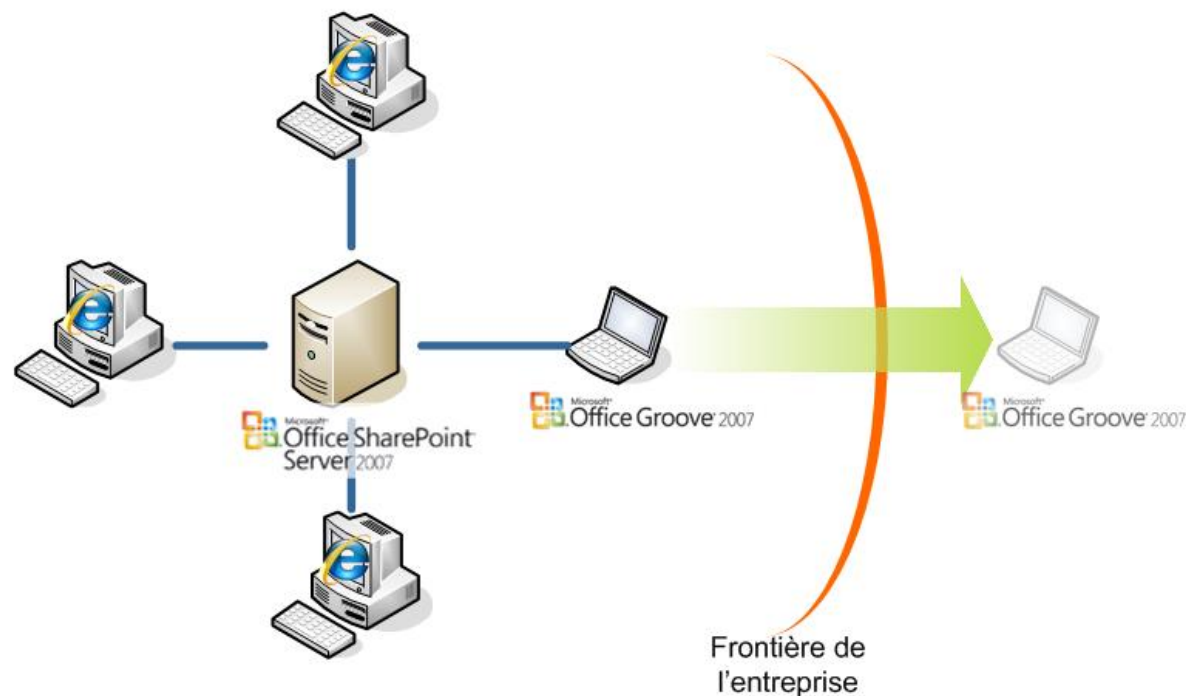 Microsoft
Office SharePoint
Server 2007
Microsoft
Office Groove 2007
Microsoft
Office Groove 2007
Frontière de
l'entreprise